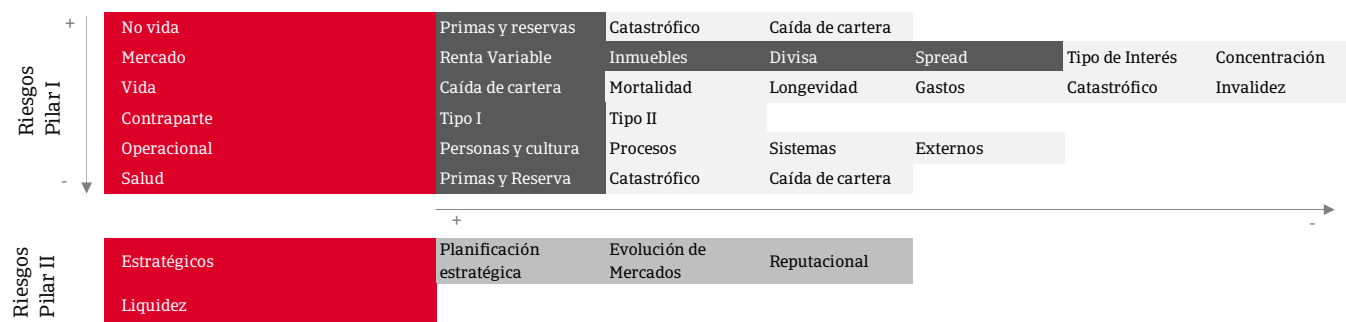 +
Riesgos
Pilar I
-
No vida Primas y reservas Catastrófico Caída de cartera
Mercado Renta Variable Inmuebles Divisa Spread Tipo de Interés Concentración
Vida Caída de cartera Mortalidad Longevidad Gastos Catastrófico Invalidez
Contraparte Tipo I Tipo II
Operacional Personas y cultura Procesos Sistemas Externos
Salud Primas y Reserva Catastrófico Caída de cartera
+ -
Riesgos
Pilar II
Estratégicos
Planificación
estratégica
Evolución de
Mercados
Reputacional
Liquidez